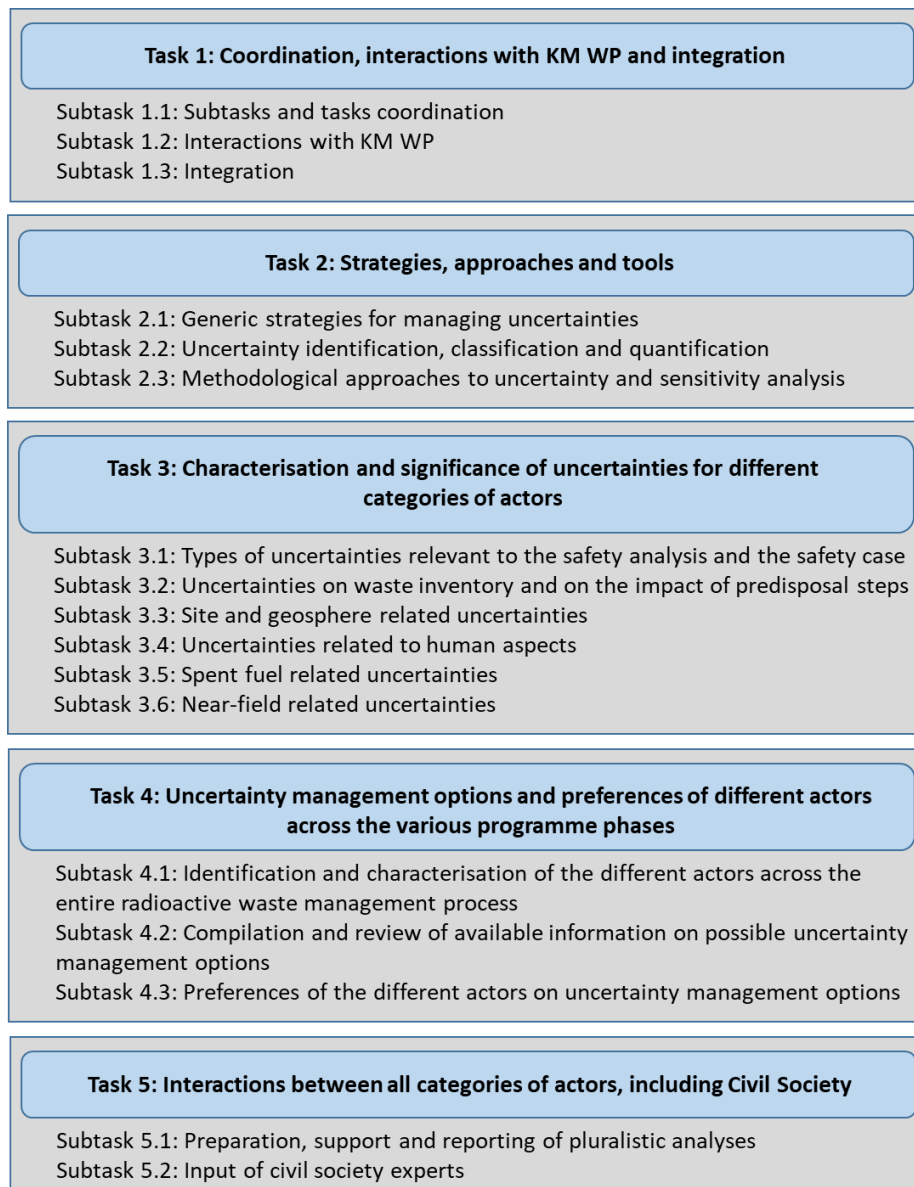 Task 1: Coordination, interactions with KM WP and integration
Subtask 1.1: Subtasks and tasks coordination
Subtask 1.2: Interactions with KM WP
Subtask 1.3: Integration
Task 2: Strategies, approaches and tools
Subtask 2.1: Generic strategies for managing uncertainties
Subtask 2.2: Uncertainty identification, classification and quantification
Subtask 2.3: Methodological approaches to uncertainty and sensitivity analysis
Task 3: Characterisation and significance of uncertainties for different
categories of actors
Subtask 3.1: Types of uncertainties relevant to the safety analysis and the safety case
Subtask 3.2: Uncertainties on waste inventory and on the impact of predisposal steps
Subtask 3.3: Site and geosphere related uncertainties
Subtask 3.4: Uncertainties related to human aspects
Subtask 3.5: Spent fuel related uncertainties
Subtask 3.6: Near-field related uncertainties
Task 4: Uncertainty management options and preferences of different actors
across the various programme phases
Subtask 4.1: Identification and characterisation of the different actors across the
entire radioactive waste management process
Subtask 4.2: Compilation and review of available information on possible uncertainty
management options
Subtask 4.3: Preferences of the different actors on uncertainty management options
Task 5: Interactions between all categories of actors, including Civil Society
Subtask 5.1: Preparation, support and reporting of pluralistic analyses
Subtask 5.2: Input of civil society experts